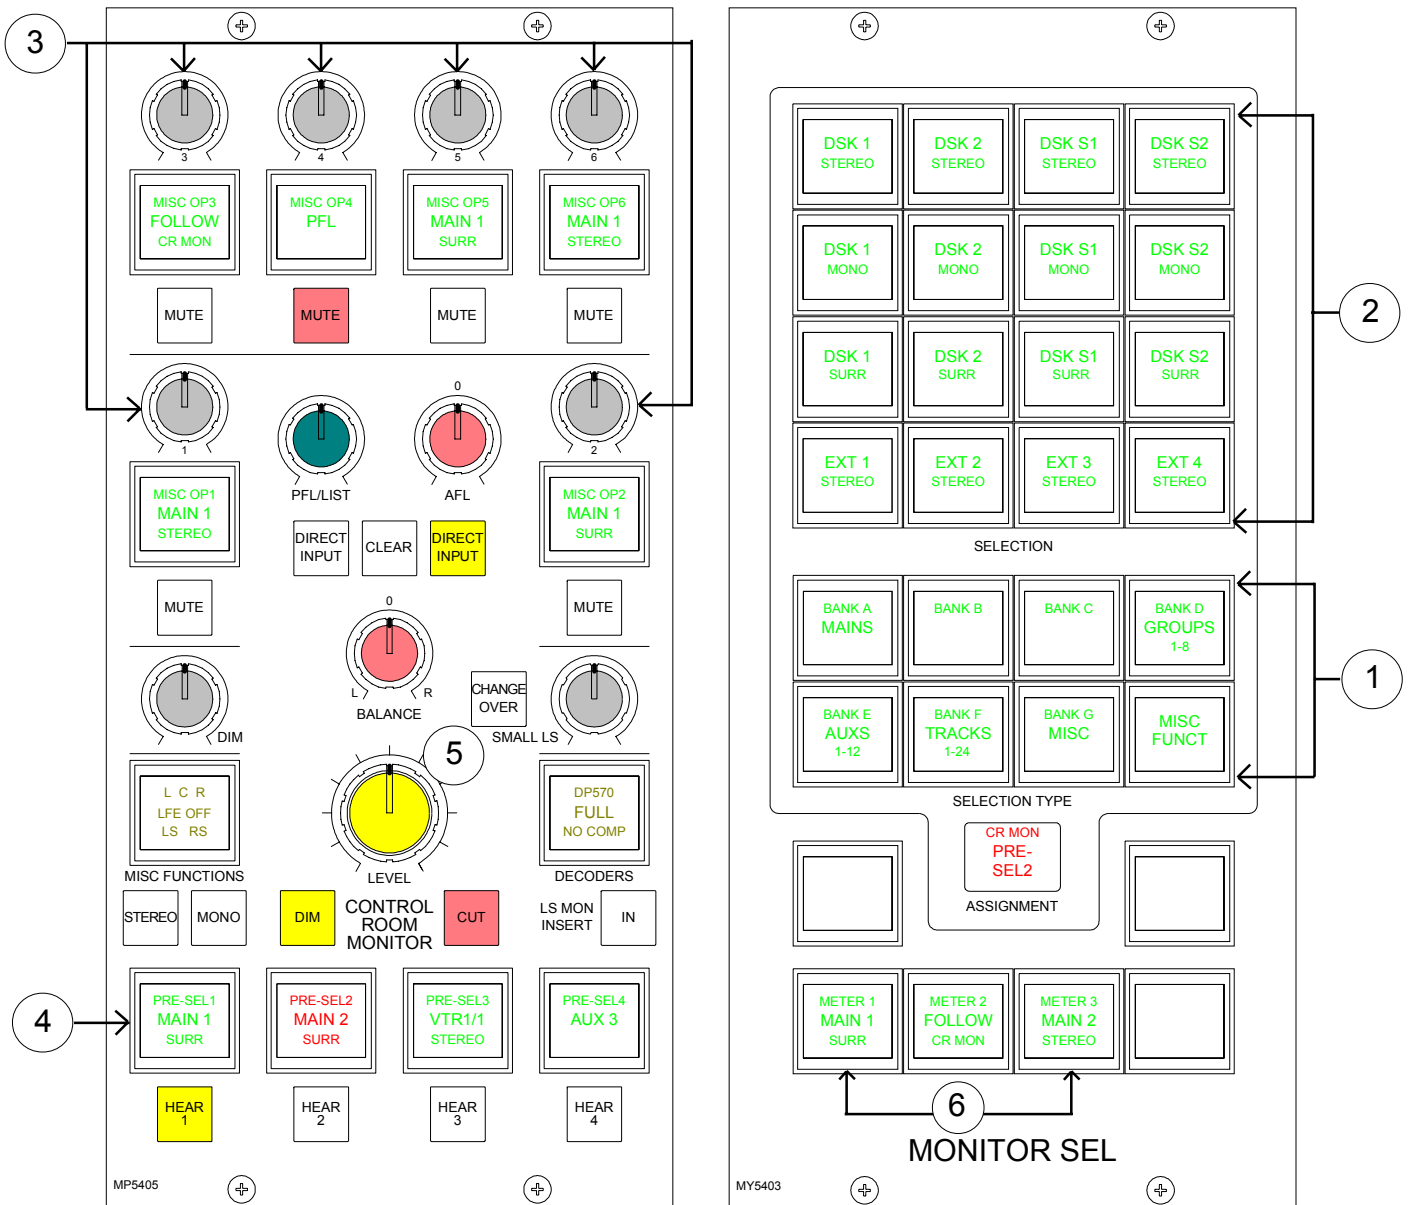 3
3
4
5
6
MISC OP3
FOLLOW
CR MON
MISC OP4
PFL
MISC OP5
MAIN 1
SURR
MISC OP6
MAIN 1
STEREO
MUTE
MUTE
MUTE
MUTE
0
1
2
PFL/LIST
AFL
MISC OP1
MAIN 1
STEREO
MISC OP2
MAIN 1
SURR
DIRECT
INPUT
CLEAR
DIRECT
INPUT
MUTE
MUTE
0
L
R
BALANCE
CHANGE
OVER
DIM
SMALL LS
5
L C R
LFE OFF
LS RS
DP570
FULL
NO COMP
LEVEL
MISC FUNCTIONS
DECODERS
STEREO
MONO
DIM
CONTROL
ROOM
MONITOR
CUT
LS MON
INSERT
IN
4
PRE-SEL1
MAIN 1
SURR
PRE-SEL2
MAIN 2
SURR
PRE-SEL3
VTR1/1
STEREO
PRE-SEL4
AUX 3
HEAR
1
HEAR
2
HEAR
3
HEAR
4
MP5405
DSK 1
STEREO
DSK 2
STEREO
DSK S1
STEREO
DSK S2
STEREO
DSK 1
MONO
DSK 2
MONO
DSK S1
MONO
DSK S2
MONO
2
DSK 1
SURR
DSK 2
SURR
DSK S1
SURR
DSK S2
SURR
EXT 1
STEREO
EXT 2
STEREO
EXT 3
STEREO
EXT 4
STEREO
SELECTION
BANK A
MAINS
BANK B
BANK C
BANK D
GROUPS
1-8
1
BANK E
AUXS
1-12
BANK F
TRACKS
1-24
BANK G
MISC
MISC
FUNCT
SELECTION TYPE
CR MON
PRE-
SEL2
ASSIGNMENT
METER 1
MAIN 1
SURR
METER 2
FOLLOW
CR MON
METER 3
MAIN 2
STEREO
6
MONITOR SEL
MY5403